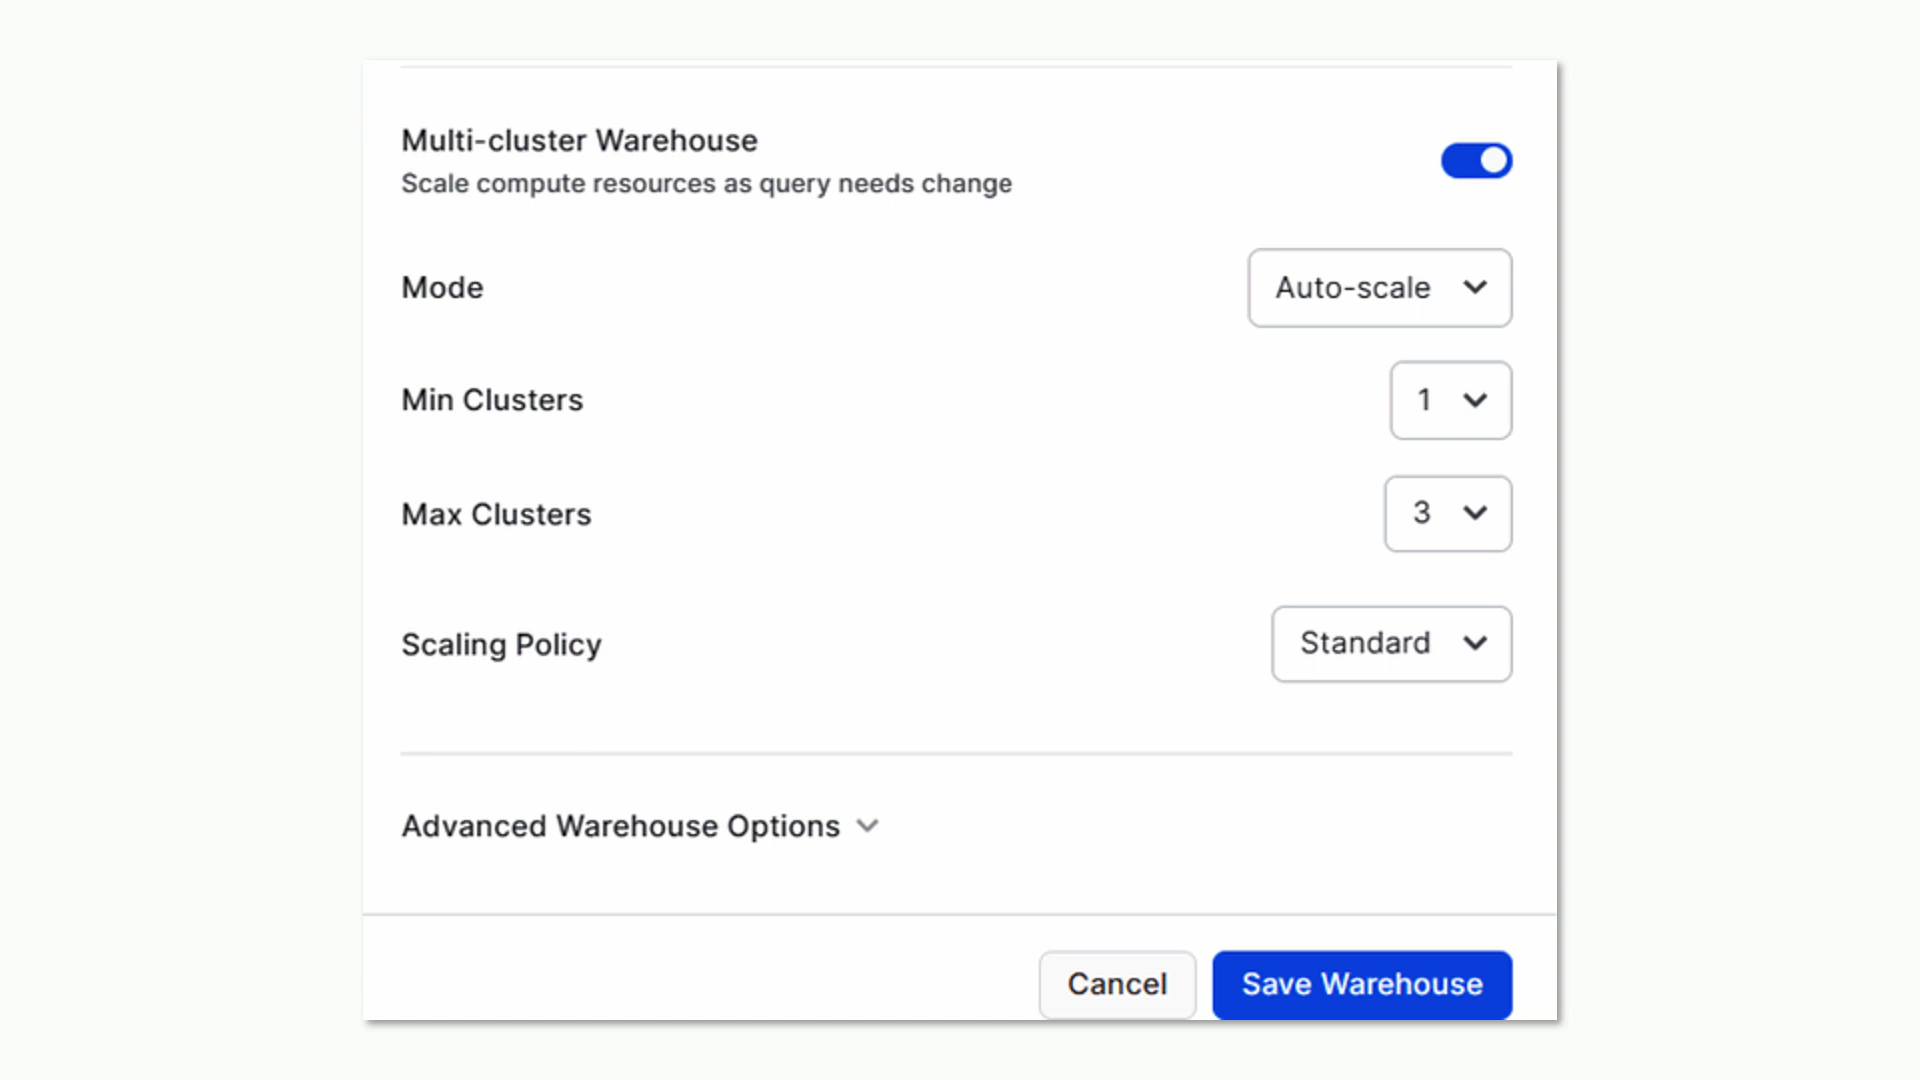 Multi-cluster Warehouse
Scale compute resources as query needs change
Mode
Auto-scale
Min Clusters
1
Max Clusters
3
Scaling Policy
Standard
Advanced Warehouse Options
Cancel
Save Warehouse